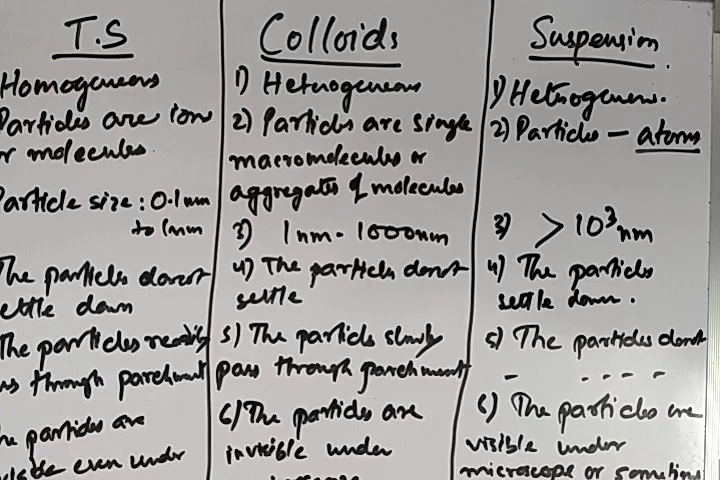 T.S
Homogeneous
Particles are ions
or molecules.
Particle size: 0.1nm
to 1nm
The particles donot
settle down
The particles readily
pass through parchment
The particles are
even under
Colloids
1) Heterogeneous
2) Particles are single
macromolecules or
aggregates of molecules
3) 1nm - 1000nm
4) The particles donot
settle
5) The particls slowly
pass through parchment
6) The particles are
invisible under
Suspension
1) Hetrogeneous.
2) Particles - atoms
3) > 10³ nm
4) The particles
settle down.
5) The particles donot
- - - - -
6) The particles are
visible under
microscope or sometimes